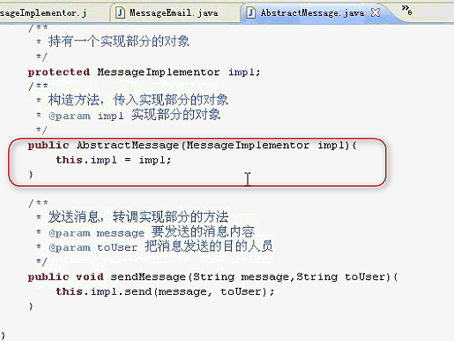 ssageImplementor.j MessageEmail.java AbstractMessage.java »6
/**
* 持有一个实现部分的对象
*/
protected MessageImplementor impl;
/**
* 构造方法，传入实现部分的对象
* @param impl 实现部分的对象
*/
public AbstractMessage(MessageImplementor impl){
this.impl = impl;
}
/**
* 发送消息，转调实现部分的方法
* @param message 要发送的消息内容
* @param toUser 把消息发送的目的人员
*/
public void sendMessage(String message,String toUser){
this.impl.send(message, toUser);
}
}